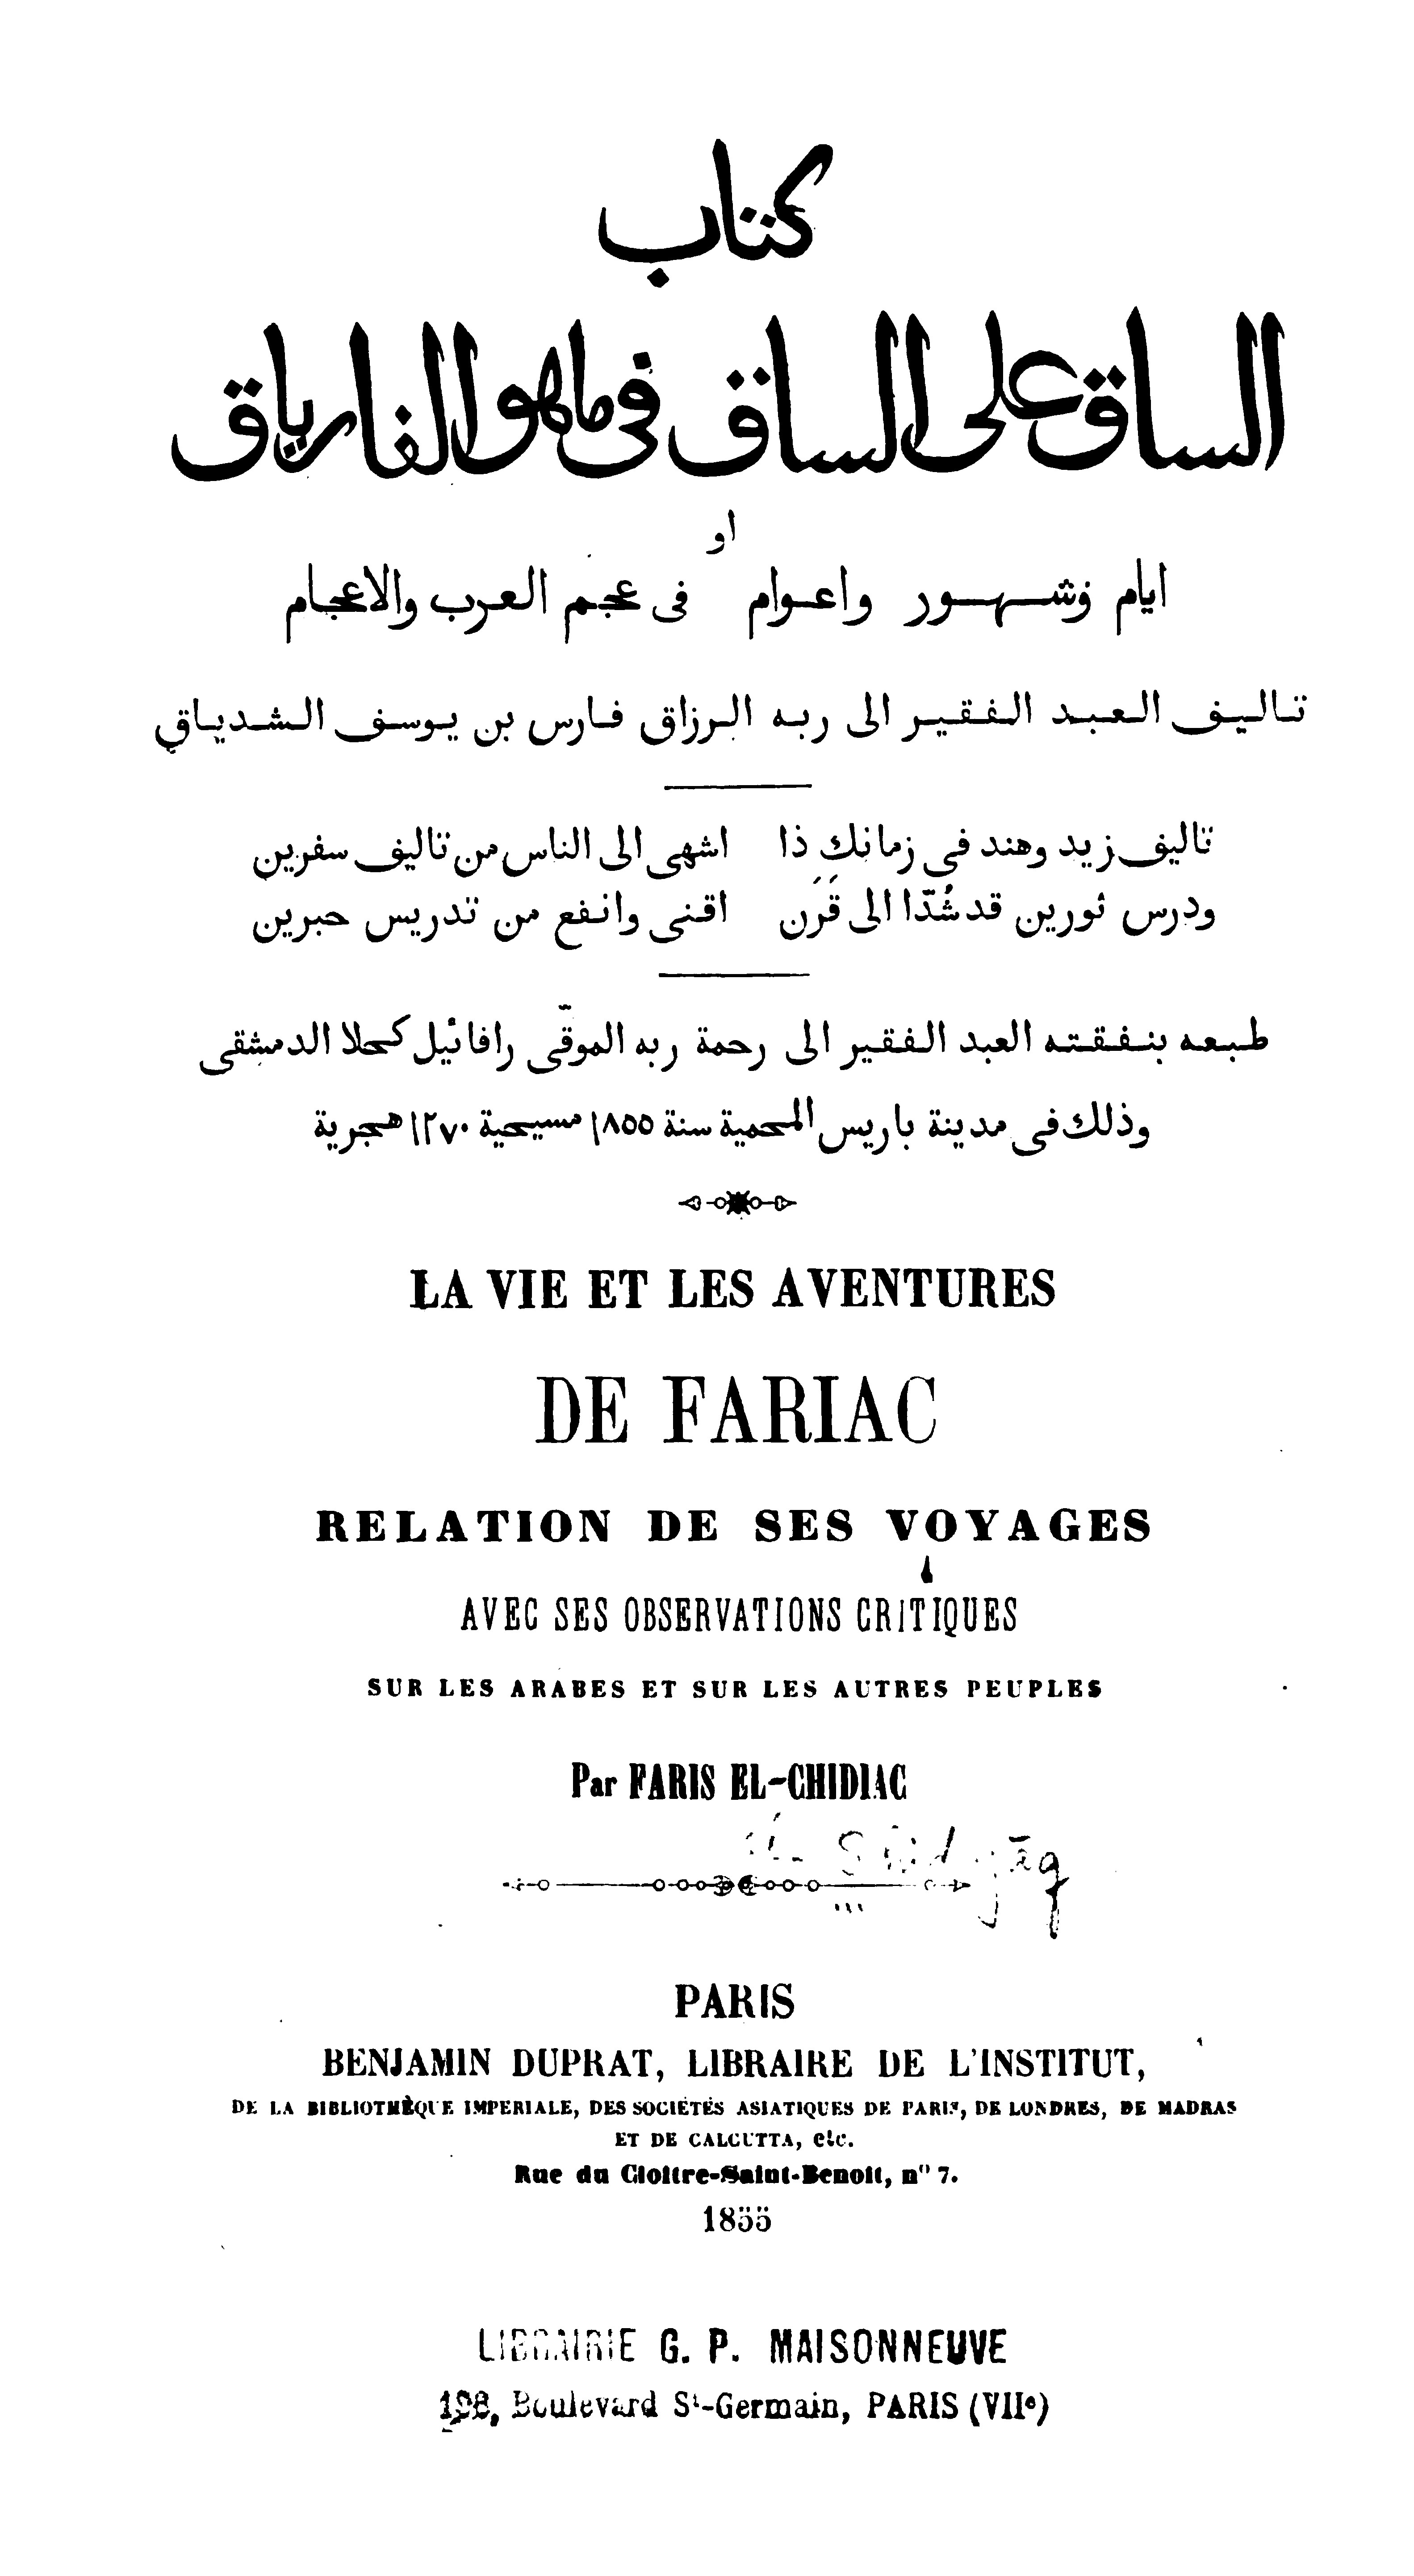 كتاب
الساق على الساق في ما هو الفارياق
او
ايام وشهور واعوام في عجم العرب والاعجام
تاليف العبد الفقير الى ربه الرزاق فارس بن يوسف الشدياق
تاليف زيد وهند في زمانك ذا اشهى الى الناس من تاليف سفرين
ودرس ثورين قد شُدّا الى قَرَن اقنى وانفع من تدريس حبرين
طبعه بنفقته العبد الفقير الى رحمة ربه الموقّى رافائيل كحلا الدمشقى
وذلك في مدينة باريس المحمية سنة ١٨٥٥ مسيحية ١٢٧٠ هجرية
LA VIE ET LES AVENTURES
DE FARIAC
RELATION DE SES VOYAGES
AVEC SES OBSERVATIONS CRITIQUES
SUR LES ARABES ET SUR LES AUTRES PEUPLES
Par FARIS EL-CHIDIAC
PARIS
BENJAMIN DUPRAT, LIBRAIRE DE L'INSTITUT,
DE LA BIBLIOTHÈQUE IMPERIALE, DES SOCIÉTÉS ASIATIQUES DE PARIS, DE LONDRES, DE MADRAS
ET DE CALCUTTA, etc.
Rue du Cloitre-Saint-Benoit, nº 7.
1855
LIBRAIRIE G. P. MAISONNEUVE
198, Boulevard St-Germain, PARIS (VIIe)